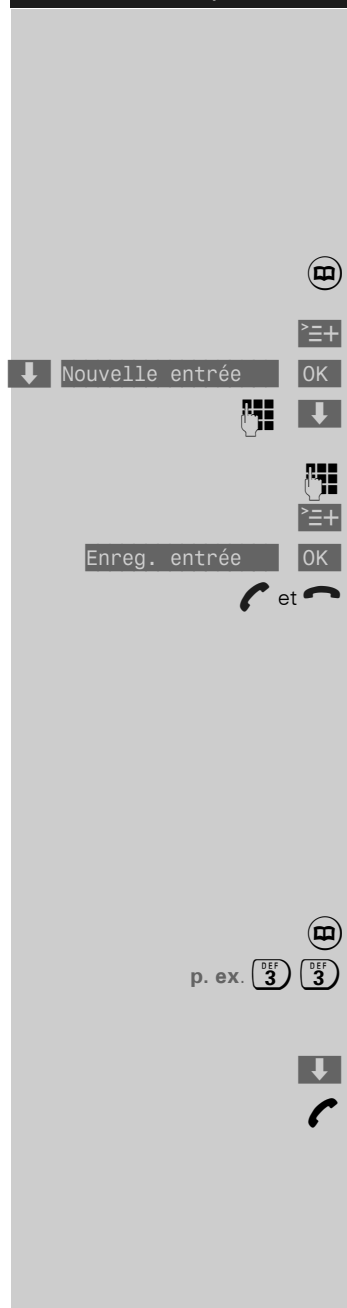 Nouvelle entrée OK
Enreg. entrée OK
et
p. ex. DEF 3 DEF 3